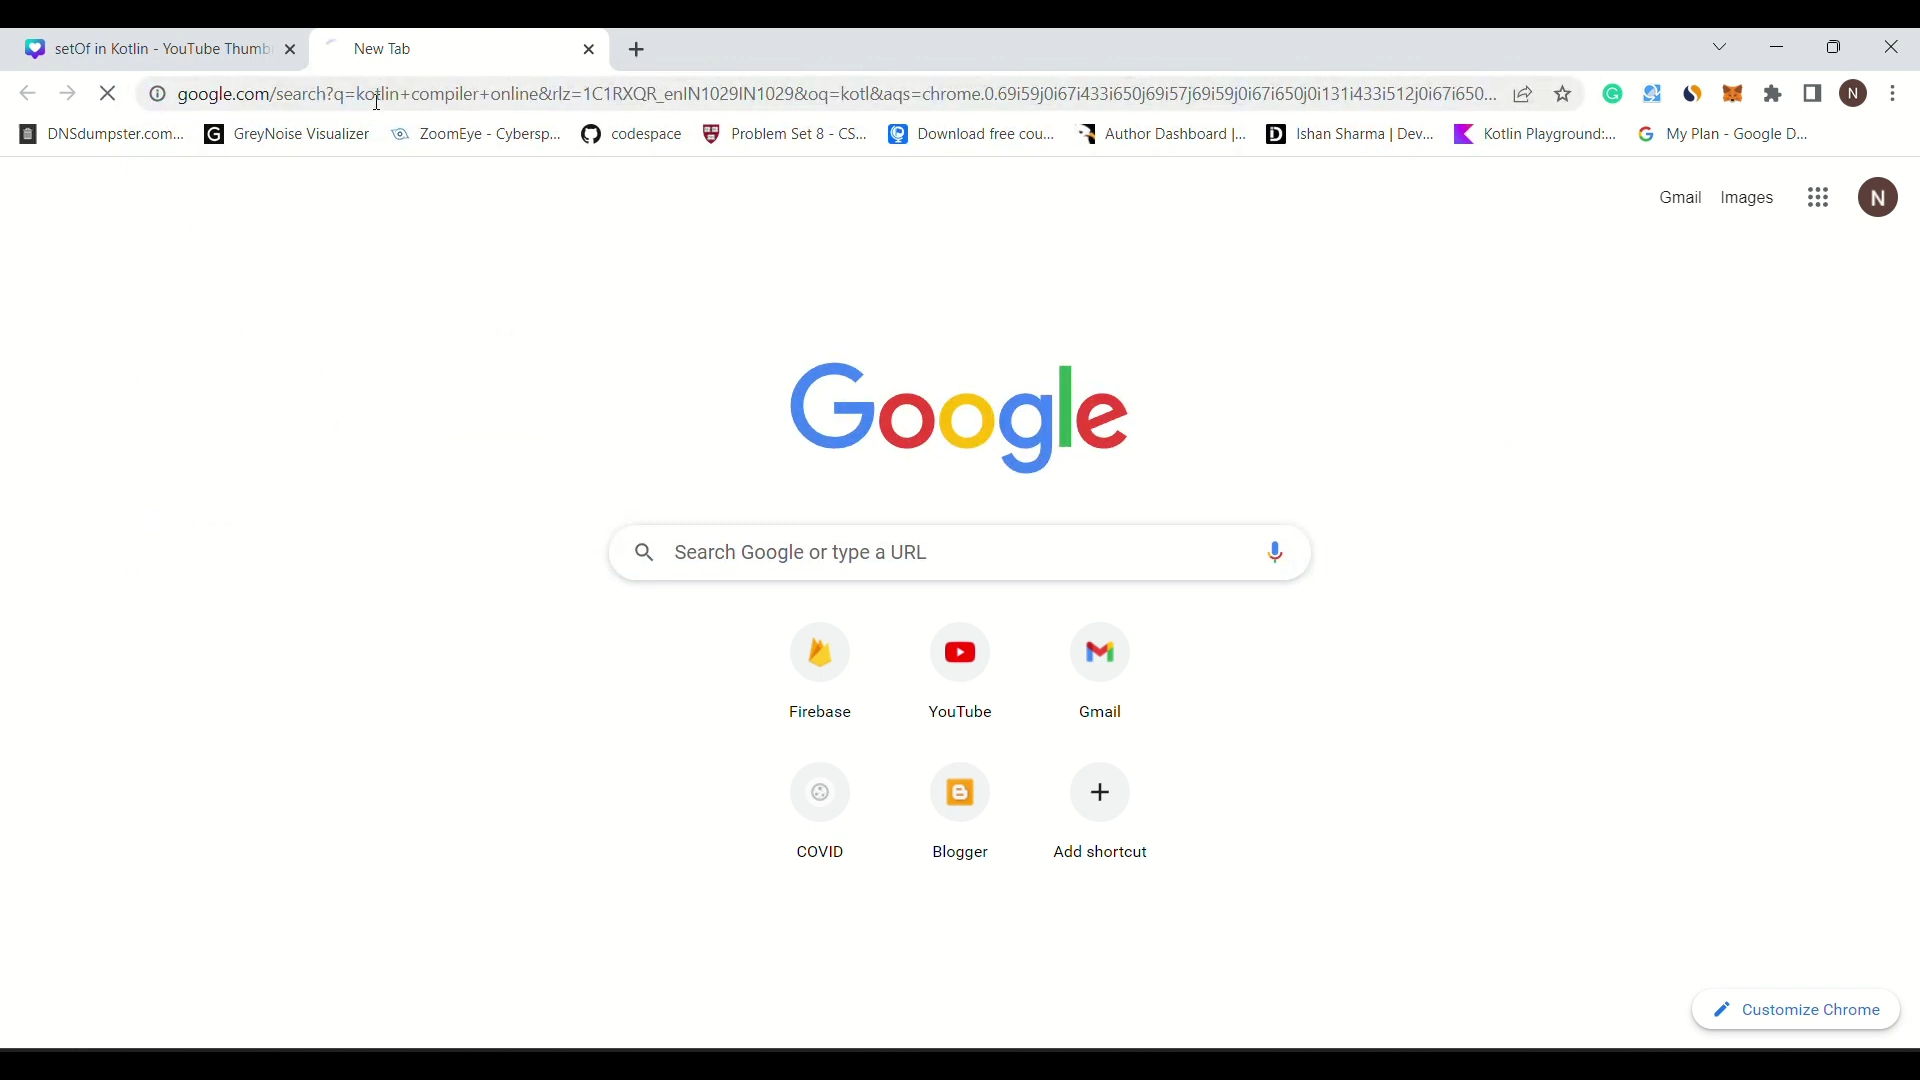 setOf in Kotlin - YouTube Thumb
New Tab
google.com/search?q=kotlin+compiler+online&rlz=1C1RXQR_enIN1029IN1029&oq=kotl&aqs=chrome.0.69i59j0i67i433i650j69i57j69i59j0i67i650j0i131i433i512j0i67i650...
N
DNSdumpster.com...
GreyNoise Visualizer
ZoomEye - Cybersp...
codespace
Problem Set 8 - CS...
Download free cou...
Author Dashboard |...
Ishan Sharma | Dev...
Kotlin Playground:...
My Plan - Google D...
Gmail Images
N
Google
Search Google or type a URL
Firebase
YouTube
Gmail
COVID
Blogger
Add shortcut
Customize Chrome